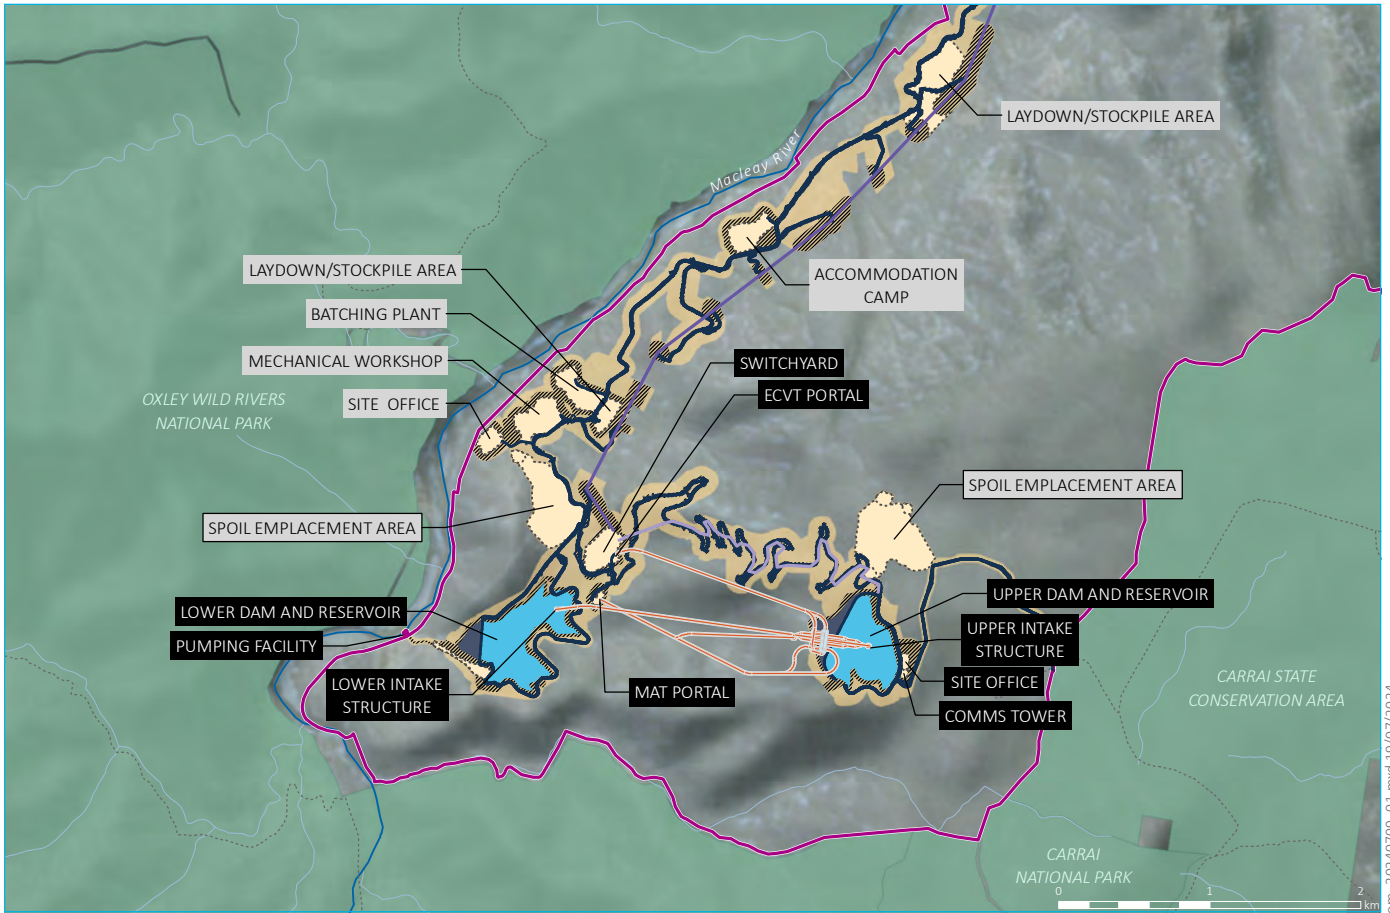 LAYDOWN/STOCKPILE AREA
Macleay River
LAYDOWN/STOCKPILE AREA
ACCOMMODATION
CAMP
BATCHING PLANT
MECHANICAL WORKSHOP
SWITCHYARD
ECVT PORTAL
SITE OFFICE
OXLEY WILD RIVERS
NATIONAL PARK
SPOIL EMPLACEMENT AREA
SPOIL EMPLACEMENT AREA
UPPER DAM AND RESERVOIR
LOWER DAM AND RESERVOIR
PUMPING FACILITY
UPPER INTAKE
STRUCTURE
LOWER INTAKE
STRUCTURE
MAT PORTAL
SITE OFFICE
COMMS TOWER
CARRAI STATE
CONSERVATION AREA
CARRAI
NATIONAL PARK
0 1 2
km